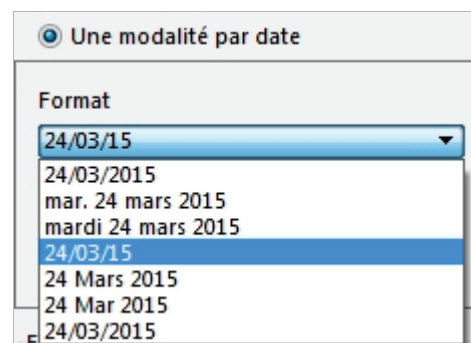 Une modalité par date
Format
24/03/15
24/03/2015
mar. 24 mars 2015
mardi 24 mars 2015
24/03/15
24 Mars 2015
24 Mar 2015
24/03/2015